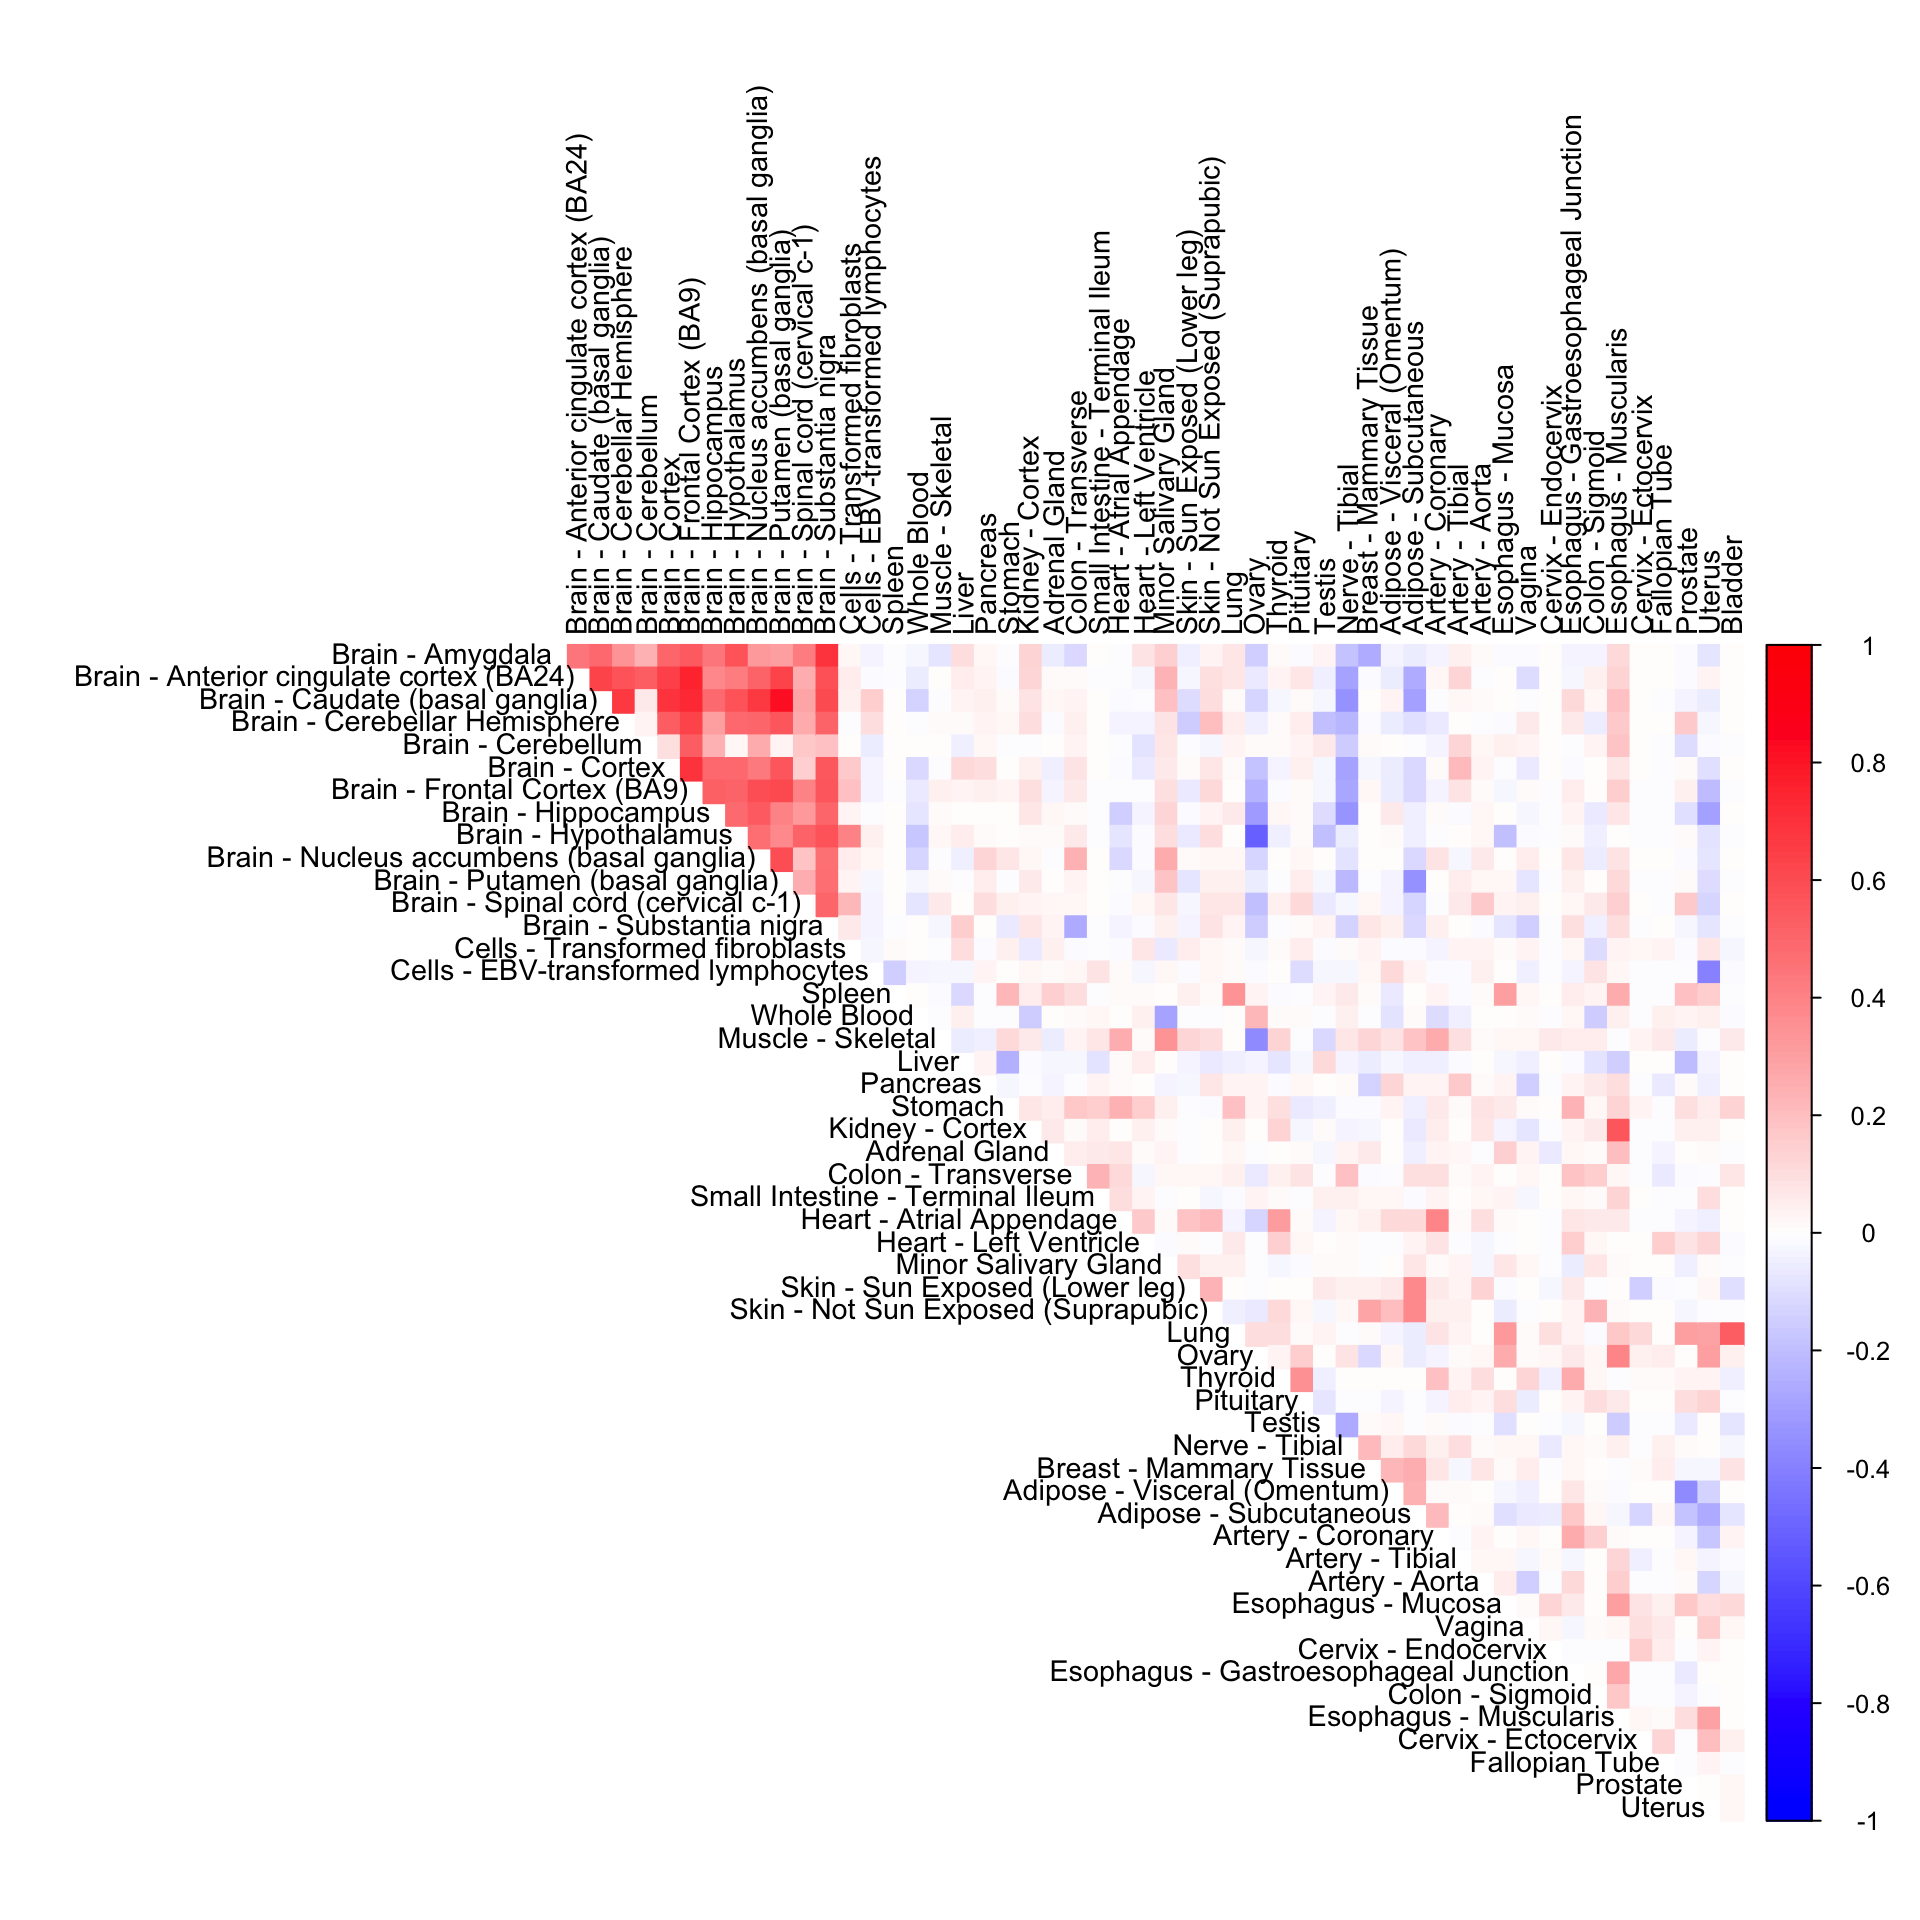 Brain - Anterior cingulate cortex (BA24)
Brain - Caudate (basal ganglia)
Brain - Cerebellar Hemisphere
Brain - Cerebellum
Brain - Cortex
Brain - Frontal Cortex (BA9)
Brain - Hippocampus
Brain - Hypothalamus
Brain - Nucleus accumbens (basal ganglia)
Brain - Putamen (basal ganglia)
Brain - Spinal cord (cervical c-1)
Brain - Substantia nigra
Cells - Transformed fibroblasts
Cells - EBV-transformed lymphocytes
Spleen
Whole Blood
Muscle - Skeletal
Liver
Pancreas
Stomach
Kidney - Cortex
Adrenal Gland
Colon - Transverse
Small Intestine - Terminal Ileum
Heart - Atrial Appendage
Heart - Left Ventricle
Minor Salivary Gland
Skin - Sun Exposed (Lower leg)
Skin - Not Sun Exposed (Suprapubic)
Lung
Ovary
Thyroid
Pituitary
Testis
Nerve - Tibial
Breast - Mammary Tissue
Adipose - Visceral (Omentum)
Adipose - Subcutaneous
Artery - Coronary
Artery - Tibial
Artery - Aorta
Esophagus - Mucosa
Vagina
Cervix - Endocervix
Esophagus - Gastroesophageal Junction
Colon - Sigmoid
Esophagus - Muscularis
Cervix - Ectocervix
Fallopian Tube
Prostate
Uterus
Bladder
Brain - Amygdala
Brain - Anterior cingulate cortex (BA24)
Brain - Caudate (basal ganglia)
Brain - Cerebellar Hemisphere
Brain - Cerebellum
Brain - Cortex
Brain - Frontal Cortex (BA9)
Brain - Hippocampus
Brain - Hypothalamus
Brain - Nucleus accumbens (basal ganglia)
Brain - Putamen (basal ganglia)
Brain - Spinal cord (cervical c-1)
Brain - Substantia nigra
Cells - Transformed fibroblasts
Cells - EBV-transformed lymphocytes
Spleen
Whole Blood
Muscle - Skeletal
Liver
Pancreas
Stomach
Kidney - Cortex
Adrenal Gland
Colon - Transverse
Small Intestine - Terminal Ileum
Heart - Atrial Appendage
Heart - Left Ventricle
Minor Salivary Gland
Skin - Sun Exposed (Lower leg)
Skin - Not Sun Exposed (Suprapubic)
Lung
Ovary
Thyroid
Pituitary
Testis
Nerve - Tibial
Breast - Mammary Tissue
Adipose - Visceral (Omentum)
Adipose - Subcutaneous
Artery - Coronary
Artery - Tibial
Artery - Aorta
Esophagus - Mucosa
Vagina
Cervix - Endocervix
Esophagus - Gastroesophageal Junction
Colon - Sigmoid
Esophagus - Muscularis
Cervix - Ectocervix
Fallopian Tube
Prostate
Uterus
1
0.8
0.6
0.4
0.2
0
-0.2
-0.4
-0.6
-0.8
-1